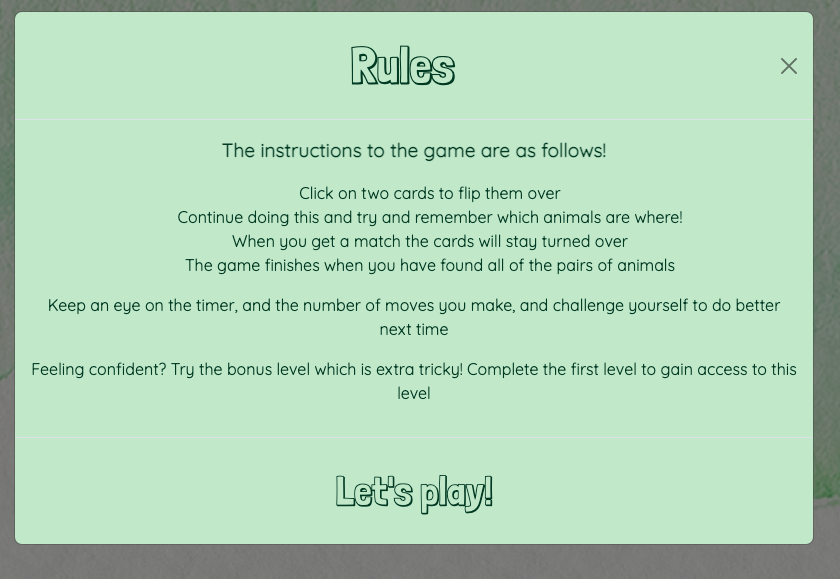 Rules
The instructions to the game are as follows!
Click on two cards to flip them over
Continue doing this and try and remember which animals are where!
When you get a match the cards will stay turned over
The game finishes when you have found all of the pairs of animals
Keep an eye on the timer, and the number of moves you make, and challenge yourself to do better
next time
Feeling confident? Try the bonus level which is extra tricky! Complete the first level to gain access to this
level
Let's play!